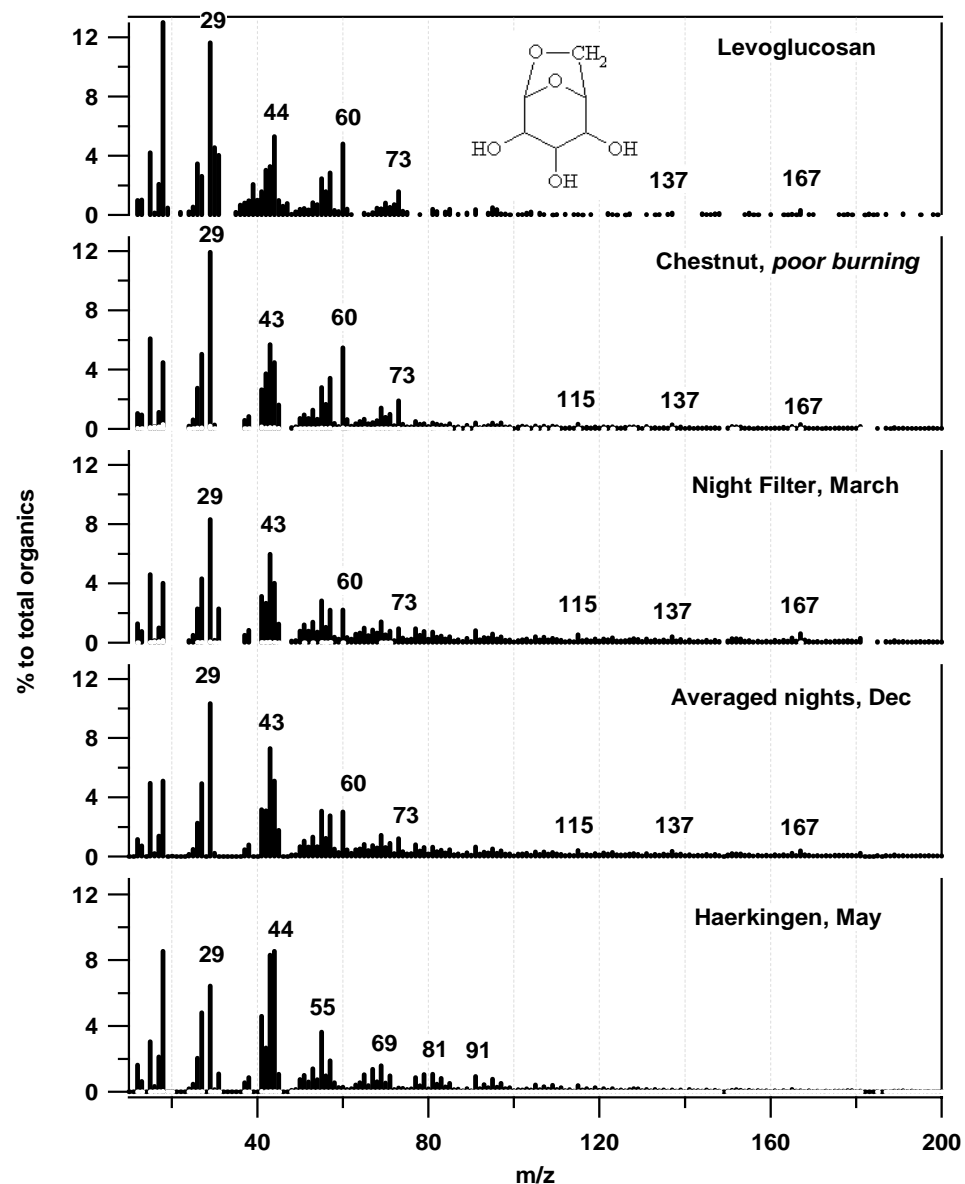 29
12
Levoglucosan
O CH2
O
8
44
60
HO OH
OH
4
73
137 167
0
29
12
Chestnut, poor burning
8
43
60
4
73
115 137 167
0
12
Night Filter, March
29
8
43
4
60
73
115 137 167
0
% to total organics
29
12
Averaged nights, Dec
8
43
60
4
73
115 137 167
0
12
Haerkingen, May
44
29
8
55
4
69 81 91
0
40 80 120 160 200
m/z